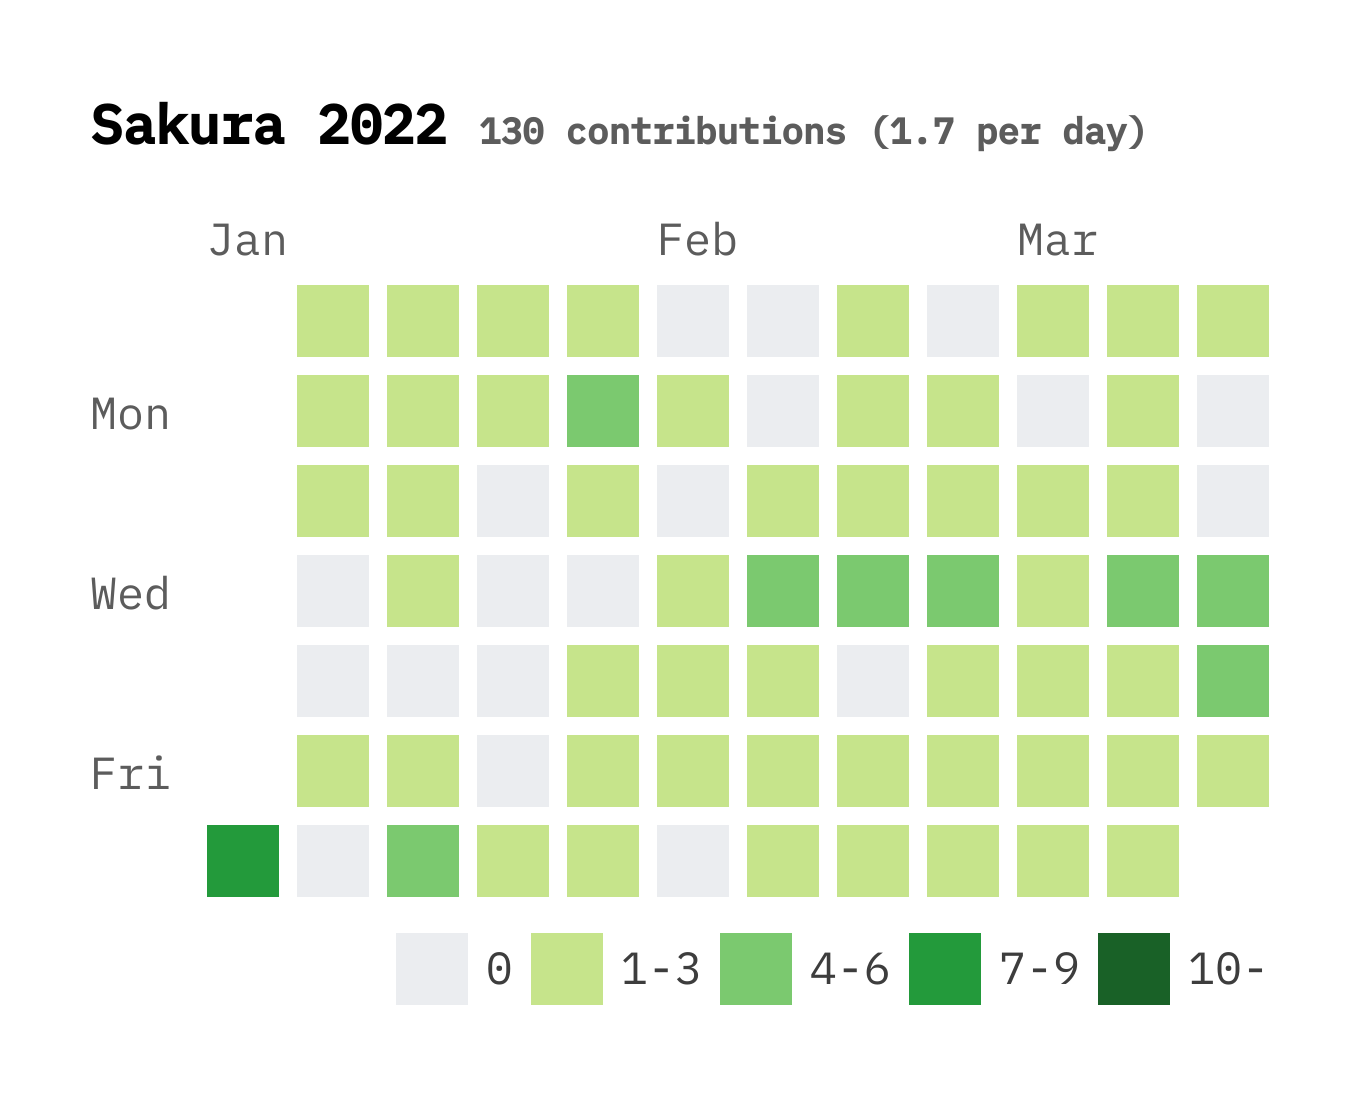 Sakura 2022 130 contributions (1.7 per day)
Jan Feb Mar
Mon
Wed
Fri
0 1-3 4-6 7-9 10-